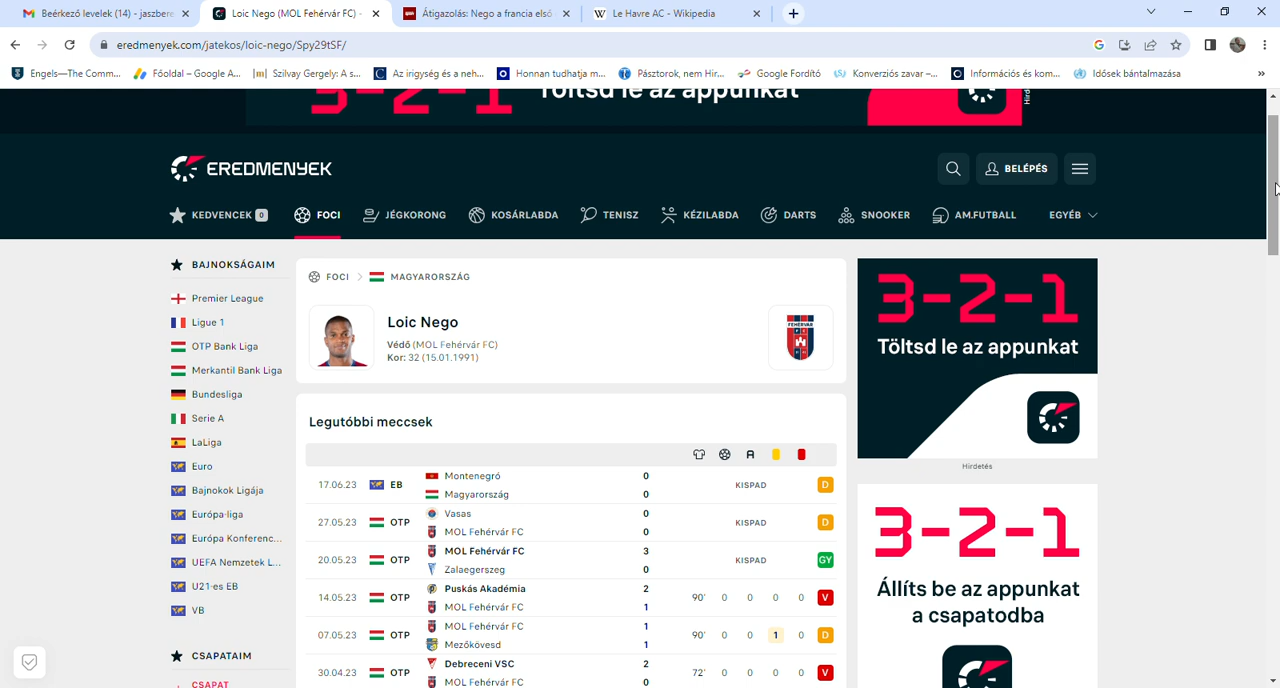 Beérkezett levelek (14) - jaszbere
Loic Nego (MOL Fehérvár FC) -
Átigazolás: Nego a francia első o
Le Havre AC - Wikipedia
eredmenyek.com/jatekos/loic-nego/Spy29tSF/
Engels—The Comm...
Főoldal – Google A...
Szilvay Gergely: A s...
Az irigység és a neh...
Honnan tudhatja m...
Pásztorok, nem Hir...
Google Fordító
Konverziós zavar –...
Információs és kom...
Idősek bántalmazása
»
3-2-1
Töltsd le az appunkat
EREDMENYEK
BELÉPÉS
KEDVENCEK 0
FOCI
JÉGKORONG
KOSÁRLABDA
TENISZ
KÉZILABDA
DARTS
SNOOKER
AM.FUTBALL
EGYÉB
BAJNOKSÁGAIM
Premier League
Ligue 1
OTP Bank Liga
Merkantil Bank Liga
Bundesliga
Serie A
LaLiga
Euro
Bajnokok Ligája
Európa-liga
Európa Konferenc...
UEFA Nemzetek L...
U21-es EB
VB
CSAPATAIM
CSAPAT
FOCI
MAGYARORSZÁG
Loic Nego
Védő (MOL Fehérvár FC)
Kor: 32 (15.01.1991)
FEHÉRVÁR
Legutóbbi meccsek
A
17.06.23 EB Montenegró 0 KISPAD D
Magyarország 0
27.05.23 OTP Vasas 0 KISPAD D
MOL Fehérvár FC 0
20.05.23 OTP MOL Fehérvár FC 3 KISPAD GY
Zalaegerszeg 0
14.05.23 OTP Puskás Akadémia 2 90' 0 0 0 0 V
MOL Fehérvár FC 1
07.05.23 OTP MOL Fehérvár FC 1 90' 0 0 1 0 D
Mezőkövesd 1
30.04.23 OTP Debreceni VSC 2 72' 0 0 0 0 V
MOL Fehérvár FC 0
3-2-1
Töltsd le az appunkat
Hirdetés
3-2-1
Állíts be az appunkat
a csapatodba